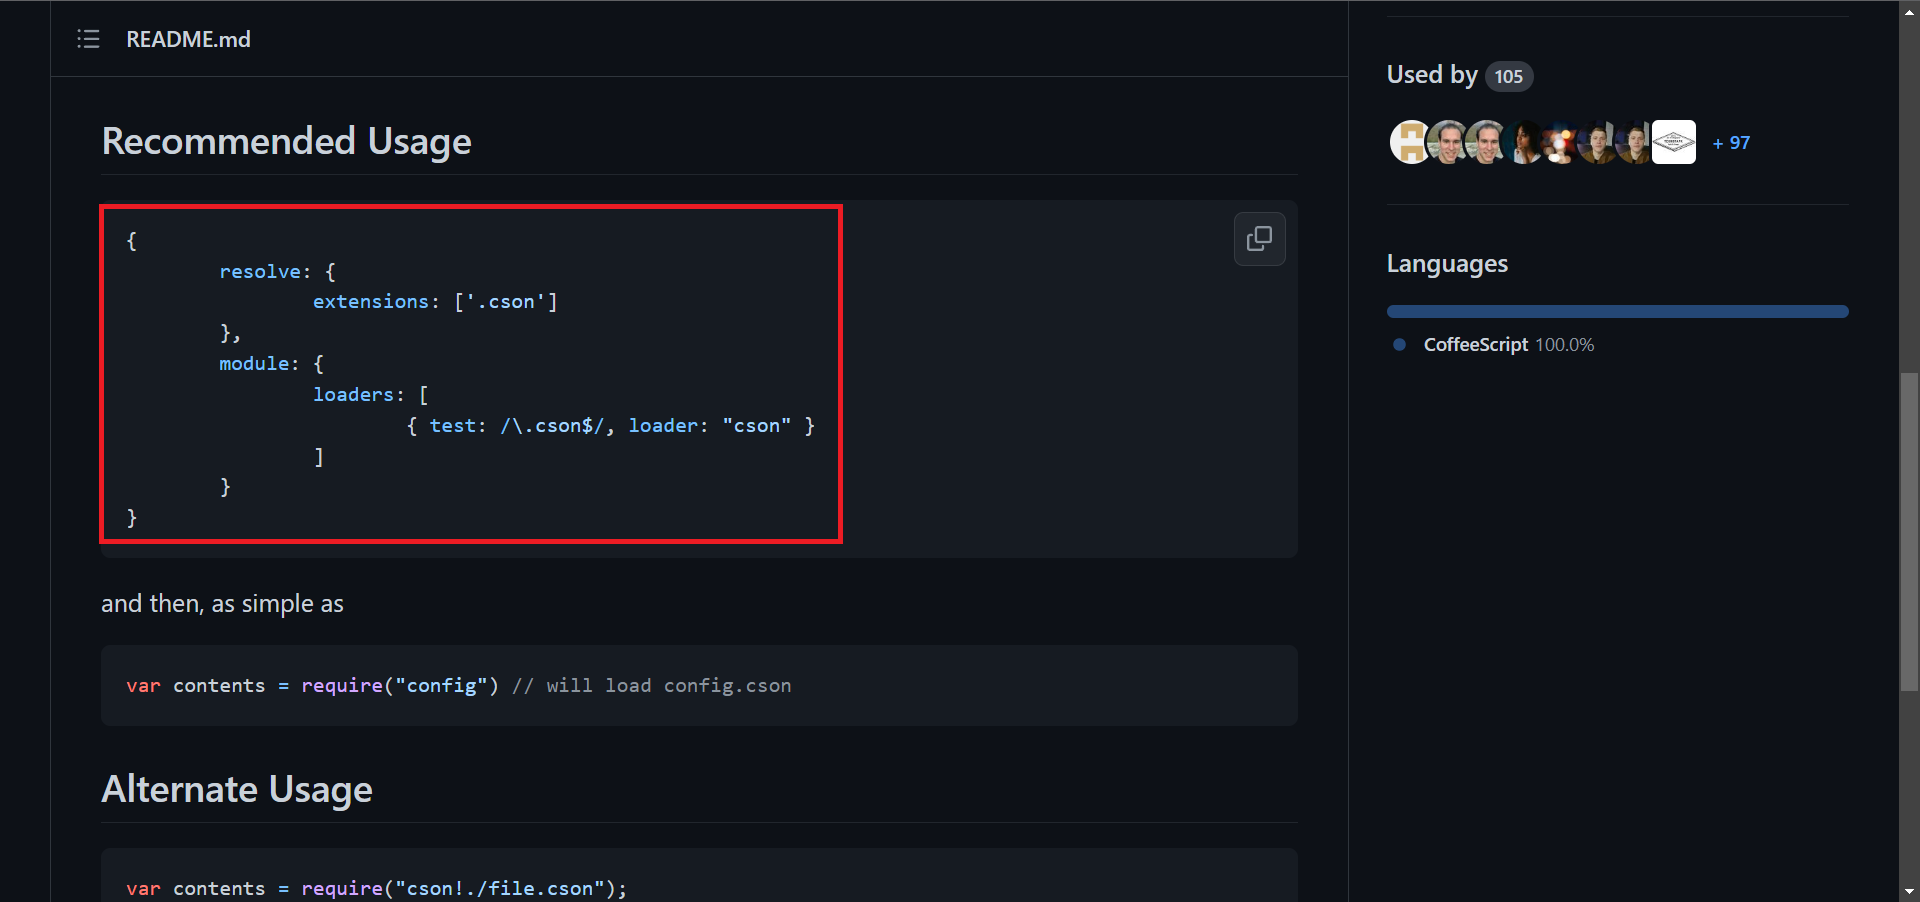 README.md
Recommended Usage
{
resolve: {
extensions: ['.cson']
},
module: {
loaders: [
{ test: /\.cson$/, loader: "cson" }
]
}
}
and then, as simple as
var contents = require("config") // will load config.cson
Alternate Usage
var contents = require("cson!./file.cson");
Used by 105
+ 97
Languages
CoffeeScript 100.0%